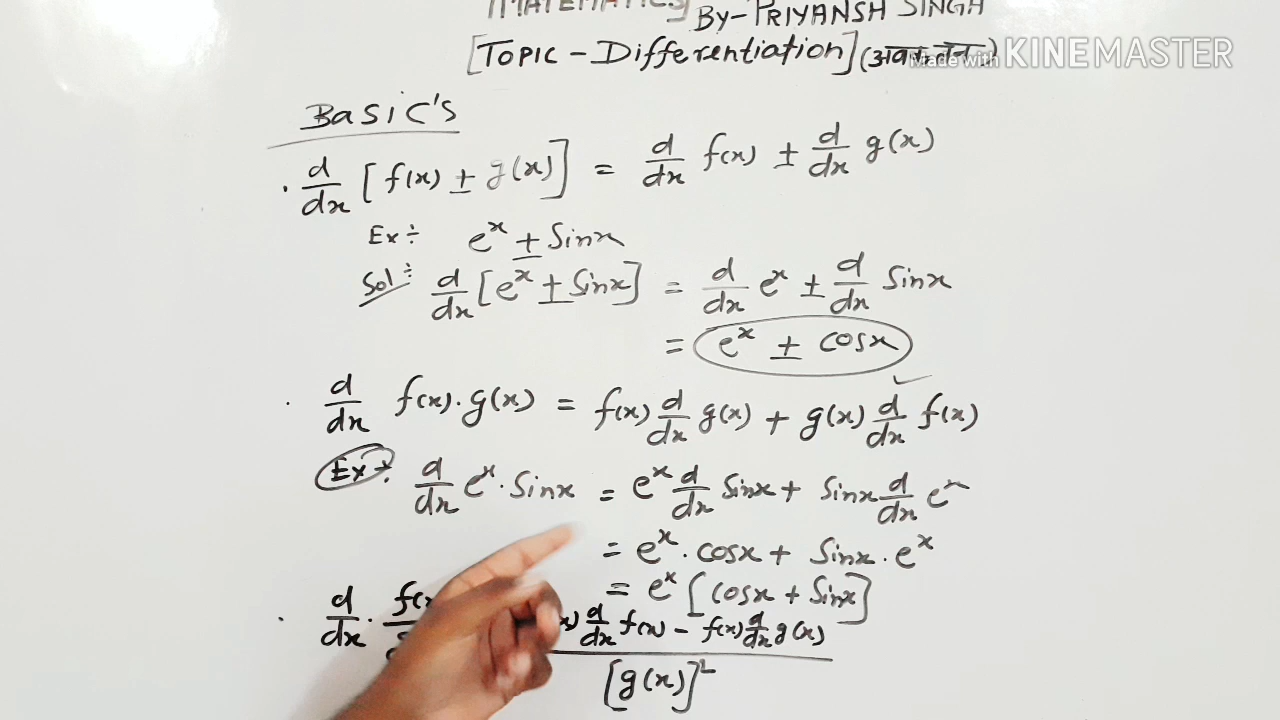 MATEMATICS
By-PRIYANSH SINGH
[TOPIC - Differentiation]
Made with KINEMASTER
BASIC'S
. d/dx [f(x) ± g(x)] = d/dx f(x) ± d/dx g(x)
Ex ÷ e^x ± Sinx
Sol ÷ d/dx [e^x ± Sinx] = d/dx e^x ± d/dx Sinx
= e^x ± cosx
. d/dx f(x)·g(x) = f(x) d/dx g(x) + g(x) d/dx f(x)
Ex ÷ d/dx e^x · Sinx = e^x d/dx Sinx + Sinx d/dx e^x
= e^x · cosx + Sinx · e^x
= e^x [cosx + Sinx]
. d/dx · f(x) d/dx f(x) - f(x) d/dx g(x)
[g(x)]^2